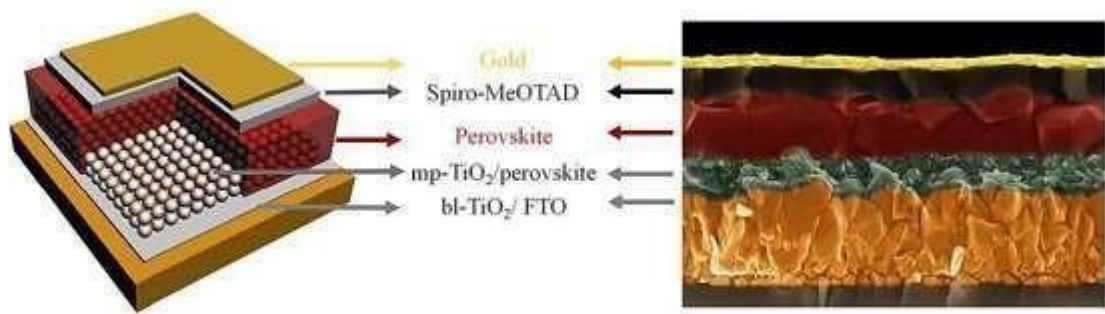 Gold
Spiro-MeOTAD
Perovskite
mp-TiO₂/perovskite
bl-TiO₂/ FTO